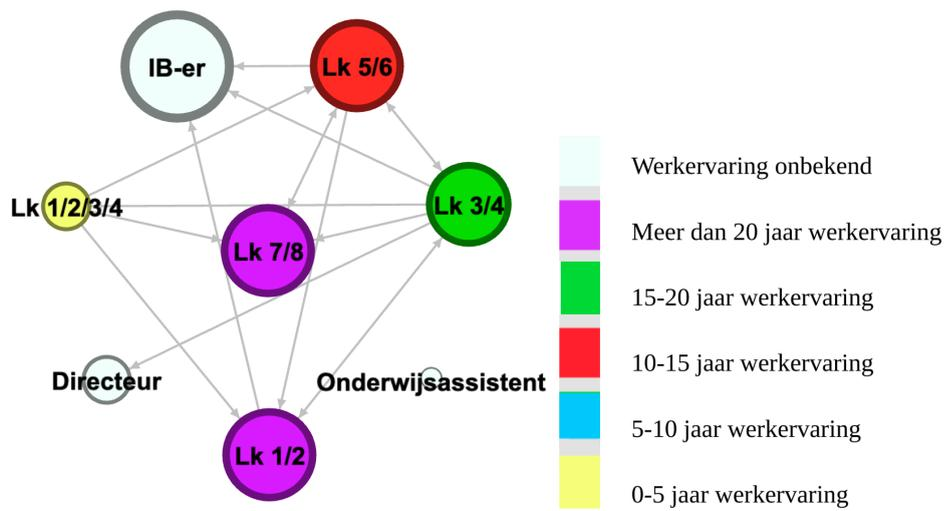 IB-er
Lk 5/6
Lk 1/2/3/4
Lk 3/4
Lk 7/8
Directeur
Onderwijsassistent
Lk 1/2
Werkervaring onbekend
Meer dan 20 jaar werkervaring
15-20 jaar werkervaring
10-15 jaar werkervaring
5-10 jaar werkervaring
0-5 jaar werkervaring